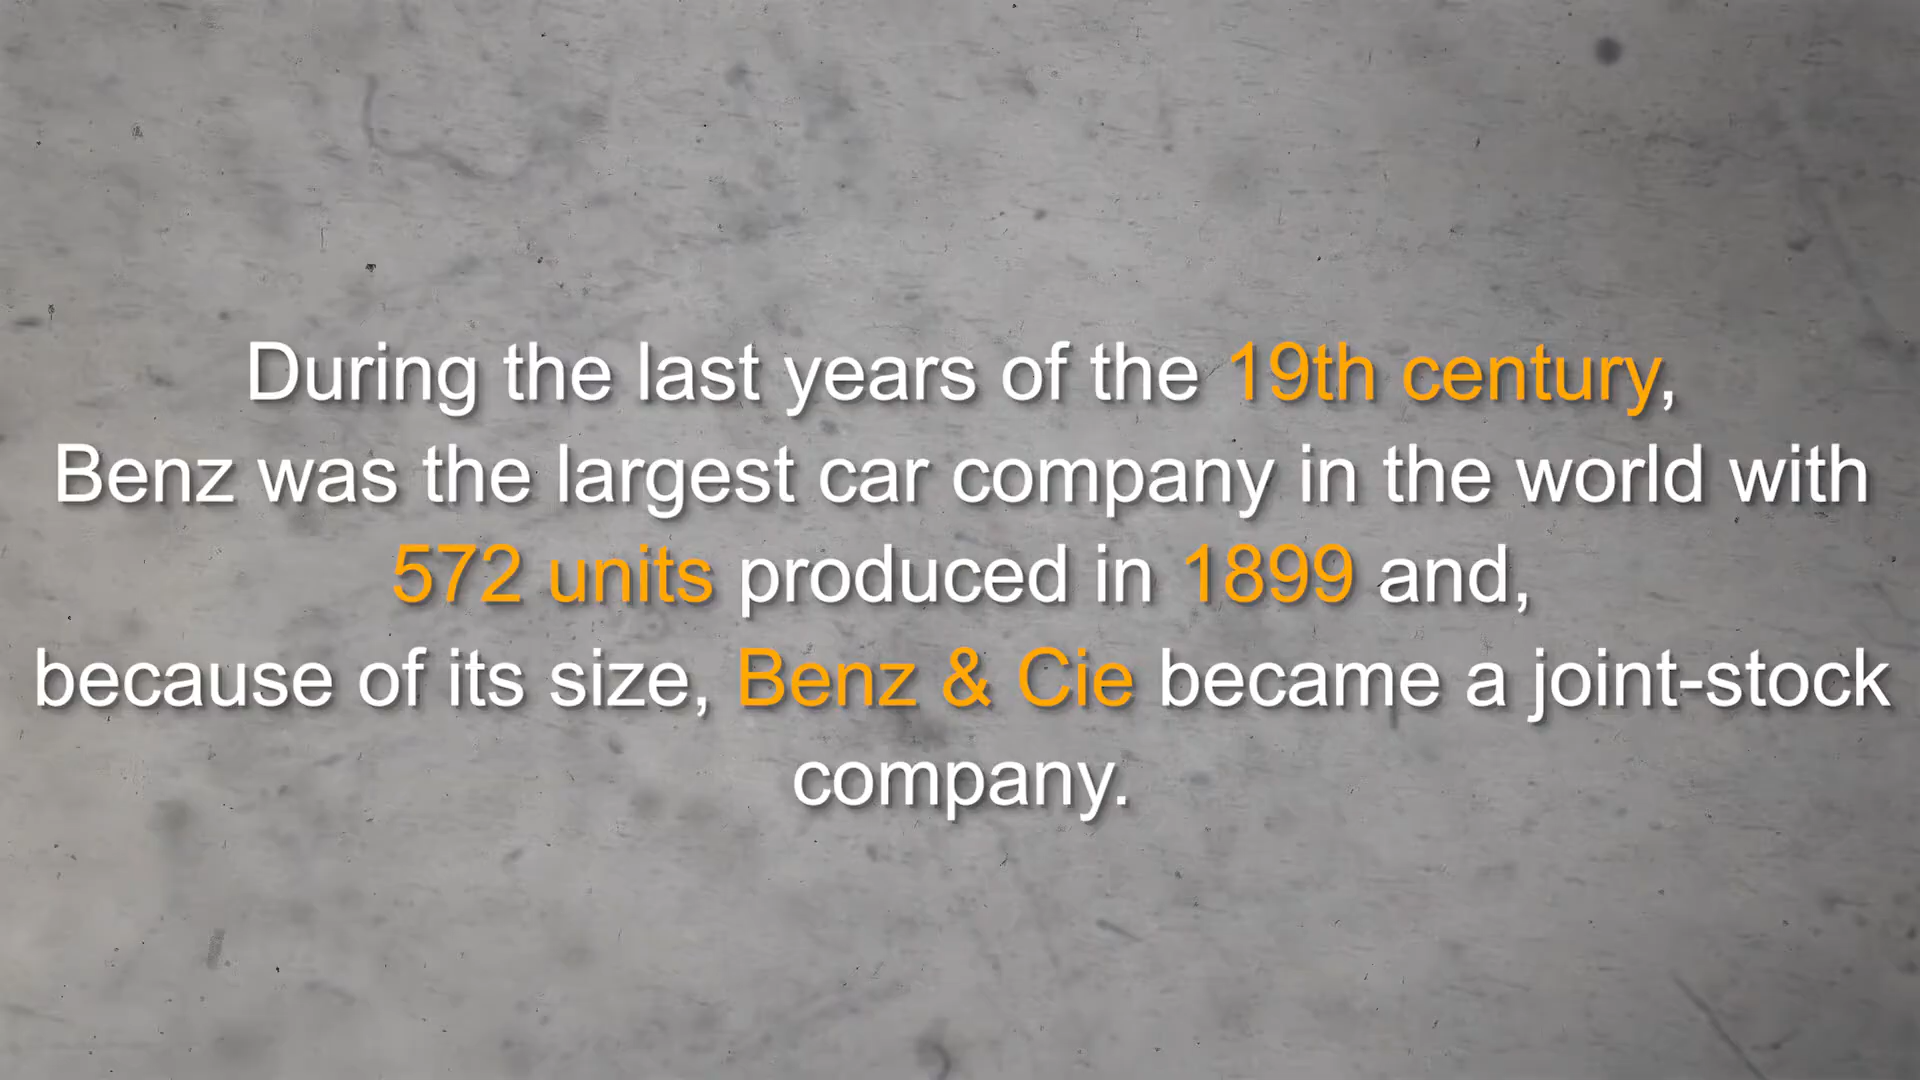 During the last years of the 19th century,
Benz was the largest car company in the world with
572 units produced in 1899 and,
because of its size, Benz & Cie became a joint-stock
company.